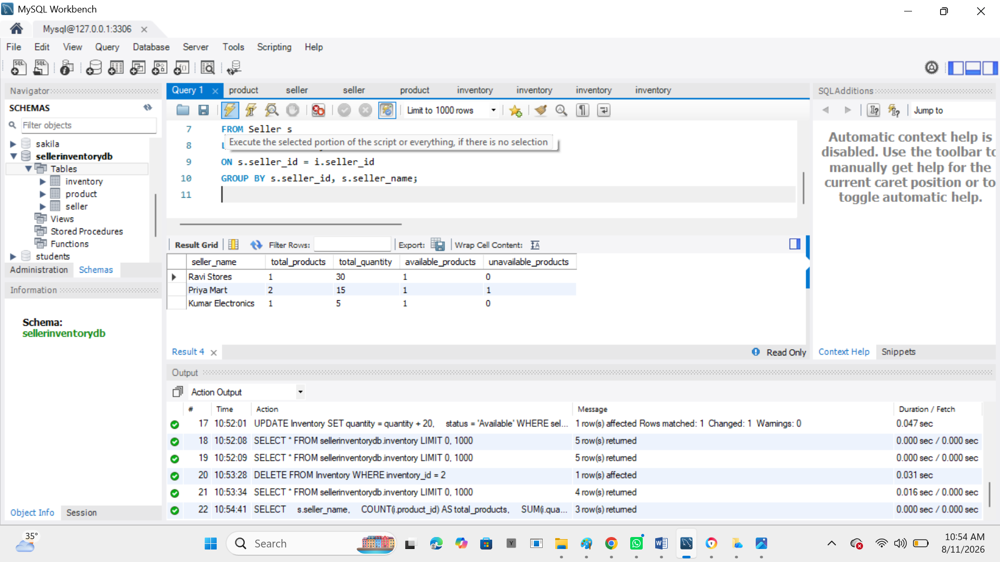 MySQL Workbench
Mysql@127.0.0.1:3306
File Edit View Query Database Server Tools Scripting Help
Navigator
SCHEMAS
Filter objects
sakila
sellerinventorydb
Tables
inventory
product
seller
Views
Stored Procedures
Functions
students
Administration Schemas
Information
Schema:
sellerinventorydb
Object Info Session
Query 1 product seller seller product inventory inventory inventory inventory
Limit to 1000 rows
7 FROM Seller s
Execute the selected portion of the script or everything, if there is no selection
8
9 ON s.seller_id = i.seller_id
10 GROUP BY s.seller_id, s.seller_name;
11
Result Grid Filter Rows: Export: Wrap Cell Content:
seller_name total_products total_quantity available_products unavailable_products
Ravi Stores 1 30 1 0
Priya Mart 2 15 1 1
Kumar Electronics 1 5 1 0
Result 4
Read Only
SQLAdditions
Jump to
Automatic context help is
disabled. Use the toolbar to
manually get help for the
current caret position or to
toggle automatic help.
Context Help Snippets
Output
Action Output
# Time Action Message Duration / Fetch
17 10:52:01 UPDATE Inventory SET quantity = quantity + 20, status = 'Available' WHERE sel... 1 row(s) affected Rows matched: 1 Changed: 1 Warnings: 0 0.047 sec
18 10:52:08 SELECT * FROM sellerinventorydb.inventory LIMIT 0, 1000 5 row(s) returned 0.000 sec / 0.000 sec
19 10:52:09 SELECT * FROM sellerinventorydb.inventory LIMIT 0, 1000 5 row(s) returned 0.000 sec / 0.000 sec
20 10:53:28 DELETE FROM Inventory WHERE inventory_id = 2 1 row(s) affected 0.031 sec
21 10:53:34 SELECT * FROM sellerinventorydb.inventory LIMIT 0, 1000 4 row(s) returned 0.016 sec / 0.000 sec
22 10:54:41 SELECT s.seller_name, COUNT(i.product_id) AS total_products, SUM(i.qua... 3 row(s) returned 0.000 sec / 0.000 sec
35°
Search
10:54 AM
8/11/2026